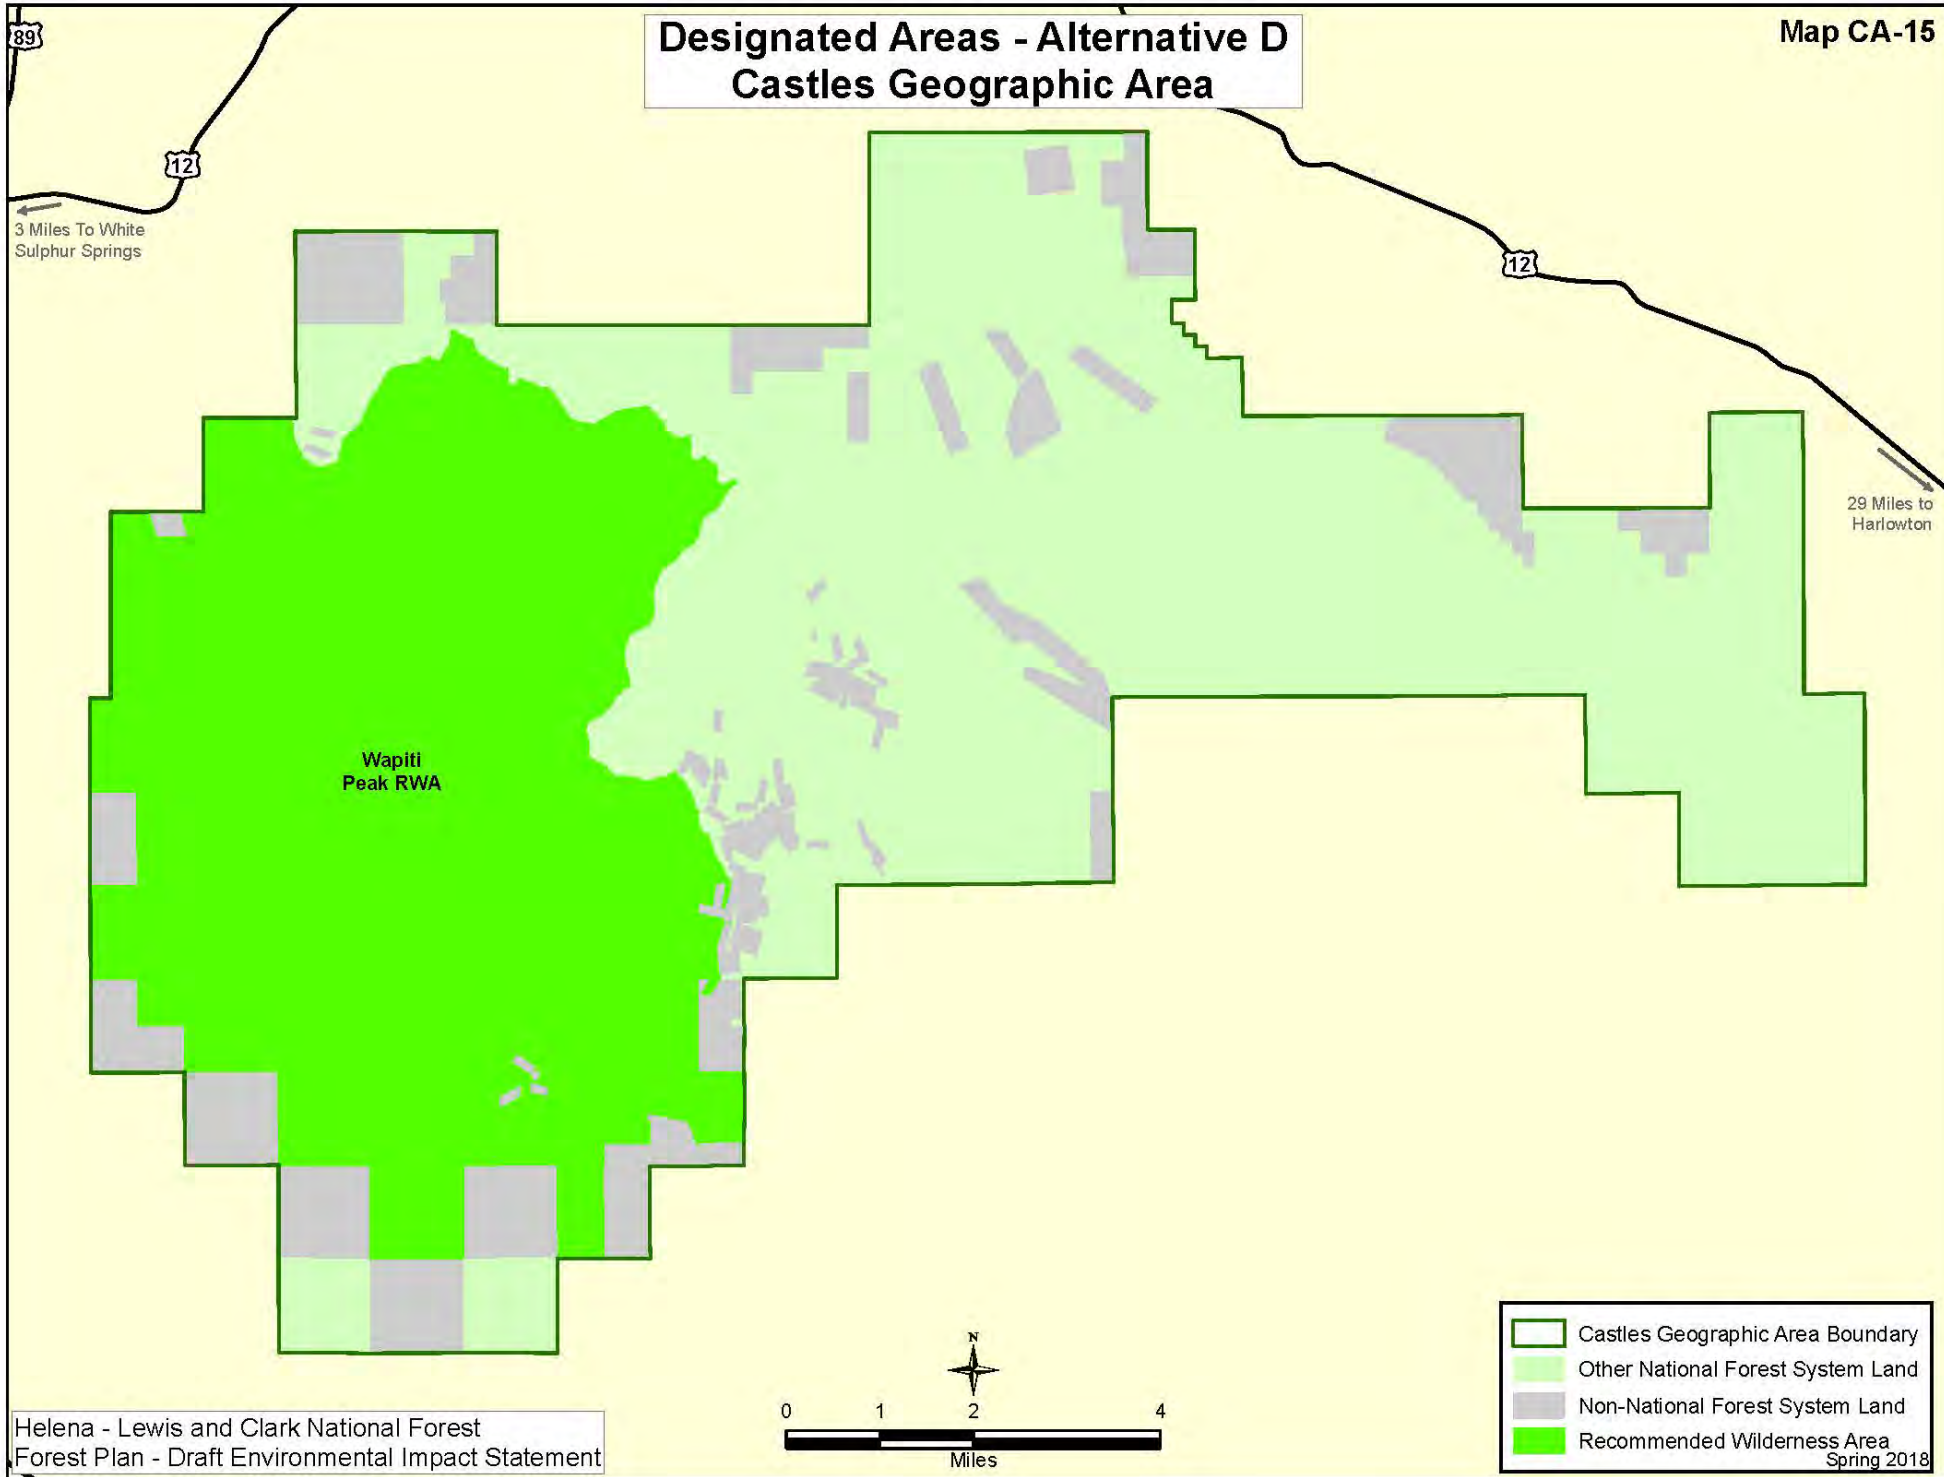 89
Designated Areas - Alternative D
Castles Geographic Area
Map CA-15
12
3 Miles To White
Sulphur Springs
12
29 Miles to
Harlowton
Wapiti
Peak RWA
N
0 1 2 4
Miles
Castles Geographic Area Boundary
Other National Forest System Land
Non-National Forest System Land
Recommended Wilderness Area
Spring 2018
Helena - Lewis and Clark National Forest
Forest Plan - Draft Environmental Impact Statement